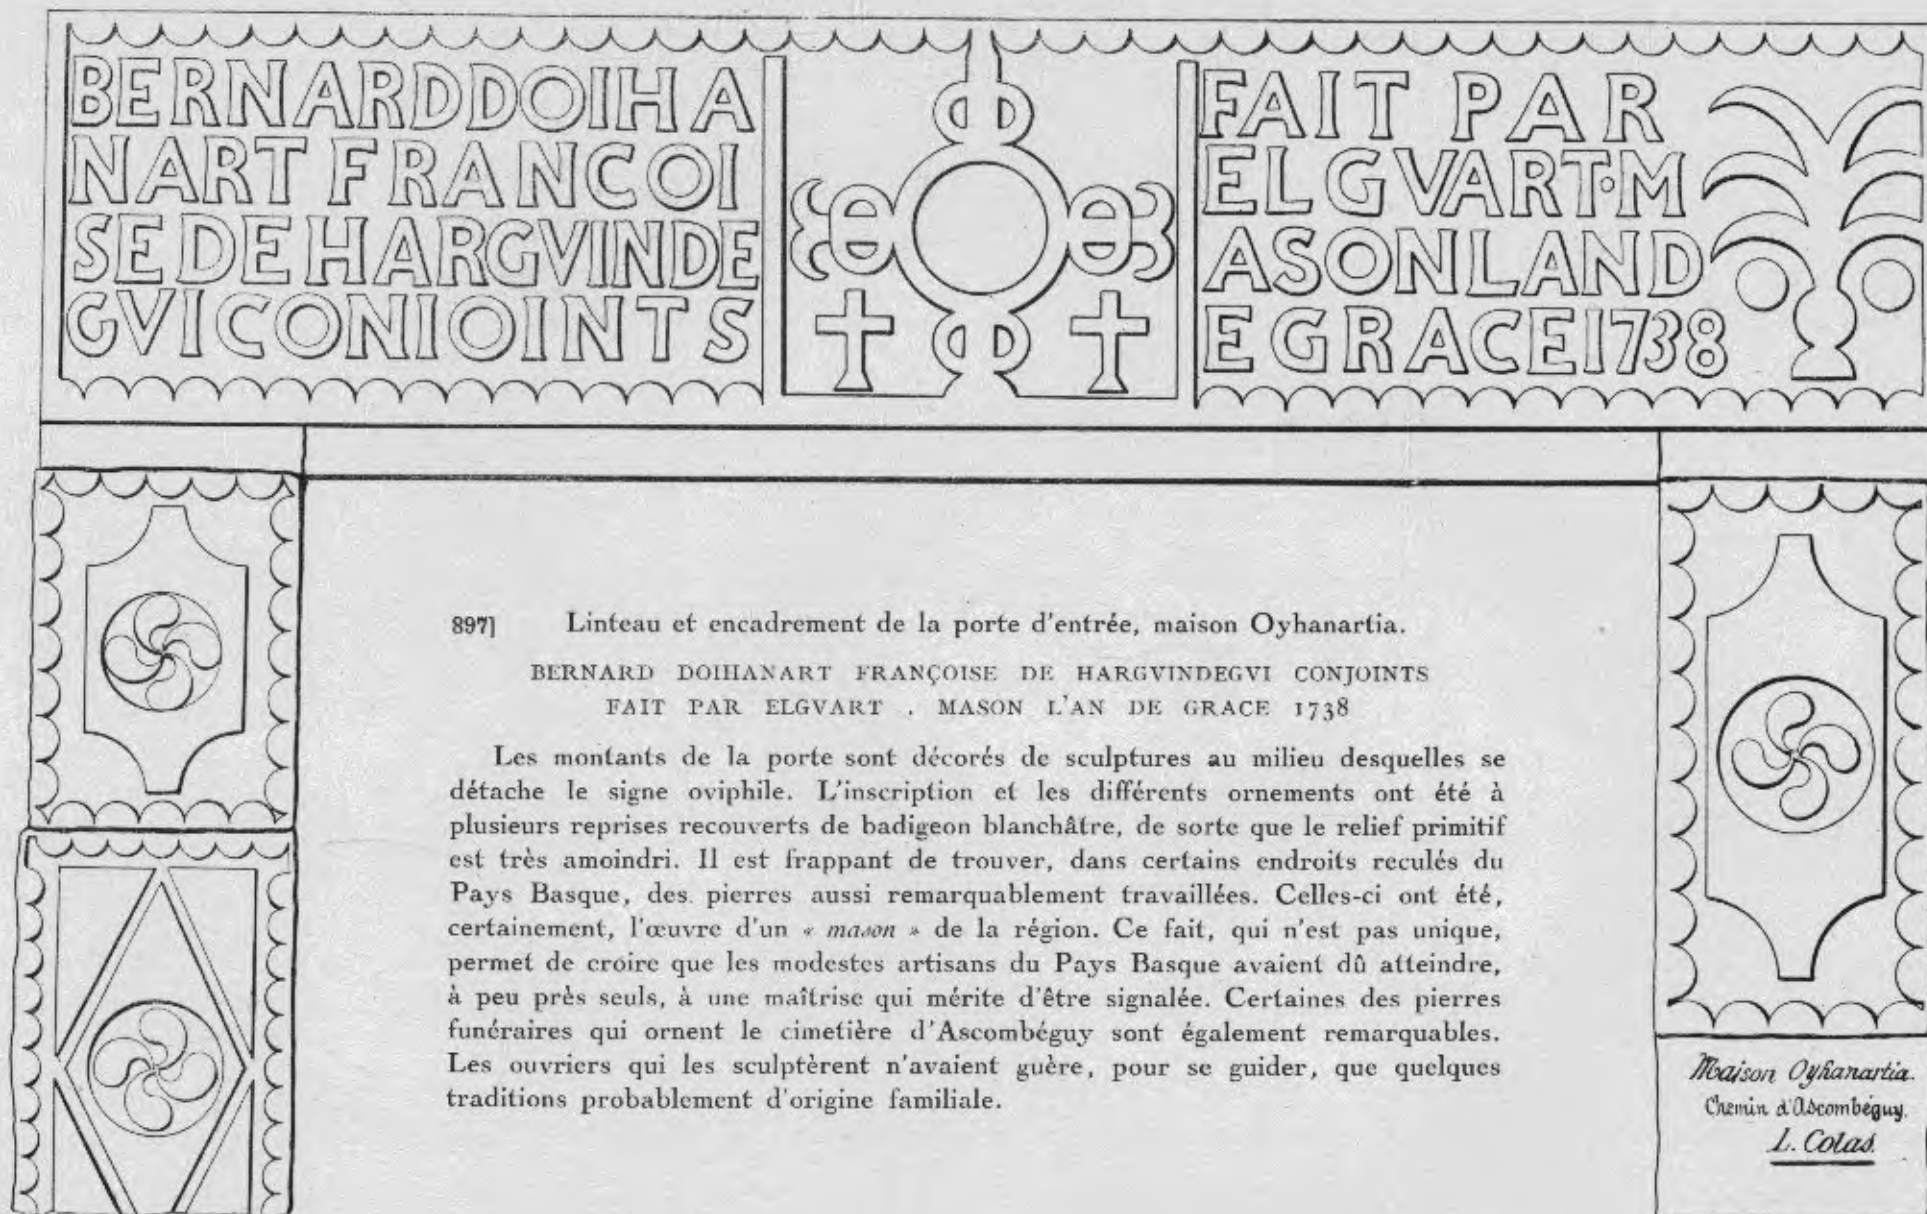 BERNARDDOIHA
NART FRANCOI
SEDEHARGVINDE
GVICONIOINTS
FAIT PAR
ELGVART·M
ASONLAND
EGRACE1738
897] Linteau et encadrement de la porte d'entrée, maison Oyhanartia.
BERNARD DOIHANART FRANÇOISE DE HARGVINDEGVI CONJOINTS
FAIT PAR ELGVART . MASON L'AN DE GRACE 1738
Les montants de la porte sont décorés de sculptures au milieu desquelles se
détache le signe oviphile. L'inscription et les différents ornements ont été à
plusieurs reprises recouverts de badigeon blanchâtre, de sorte que le relief primitif
est très amoindri. Il est frappant de trouver, dans certains endroits reculés du
Pays Basque, des pierres aussi remarquablement travaillées. Celles-ci ont été,
certainement, l'œuvre d'un « mason » de la région. Ce fait, qui n'est pas unique,
permet de croire que les modestes artisans du Pays Basque avaient dû atteindre,
à peu près seuls, à une maîtrise qui mérite d'être signalée. Certaines des pierres
funéraires qui ornent le cimetière d'Ascombéguy sont également remarquables.
Les ouvriers qui les sculptèrent n'avaient guère, pour se guider, que quelques
traditions probablement d'origine familiale.
Maison Oyhanartia.
Chemin d'Ascombéguy.
L. Colas.